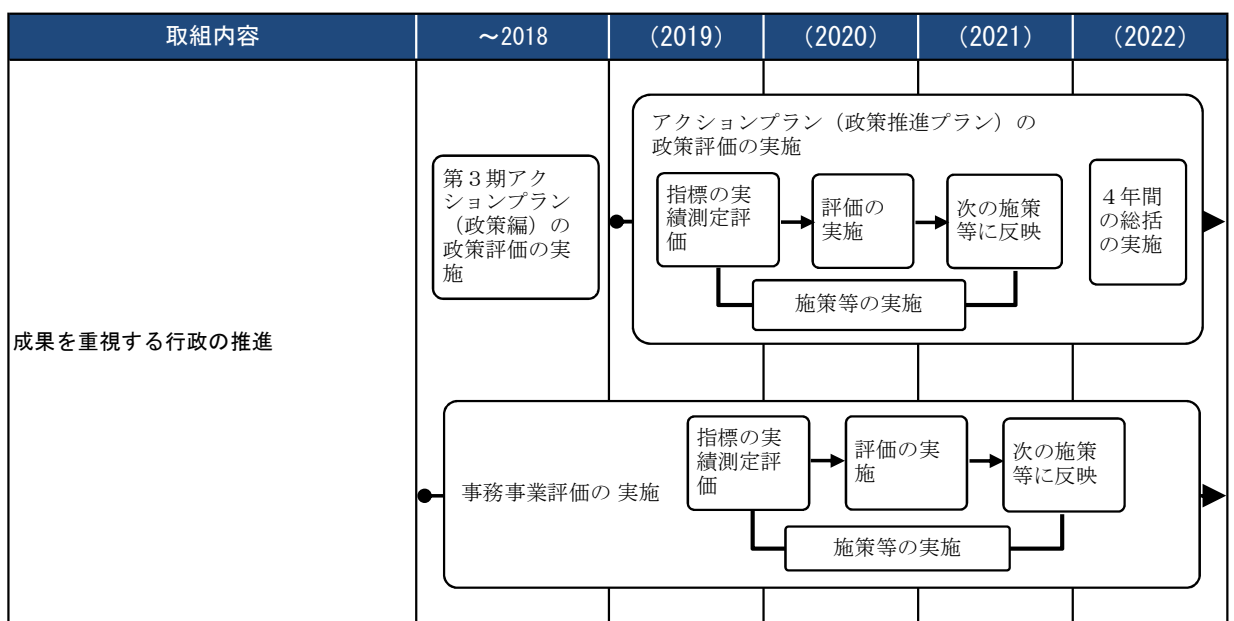 取組内容
～2018
（2019）
（2020）
（2021）
（2022）
成果を重視する行政の推進
第３期アク
ションプラン
（政策編）の
政策評価の実
施
アクションプラン（政策推進プラン）の
政策評価の実施
指標の実
績測定評
価
評価の
実施
次の施策
等に反映
４年間
の総括
の実施
施策等の実施
事務事業評価の 実施
指標の実
績測定評
価
評価の実
施
次の施策
等に反映
施策等の実施